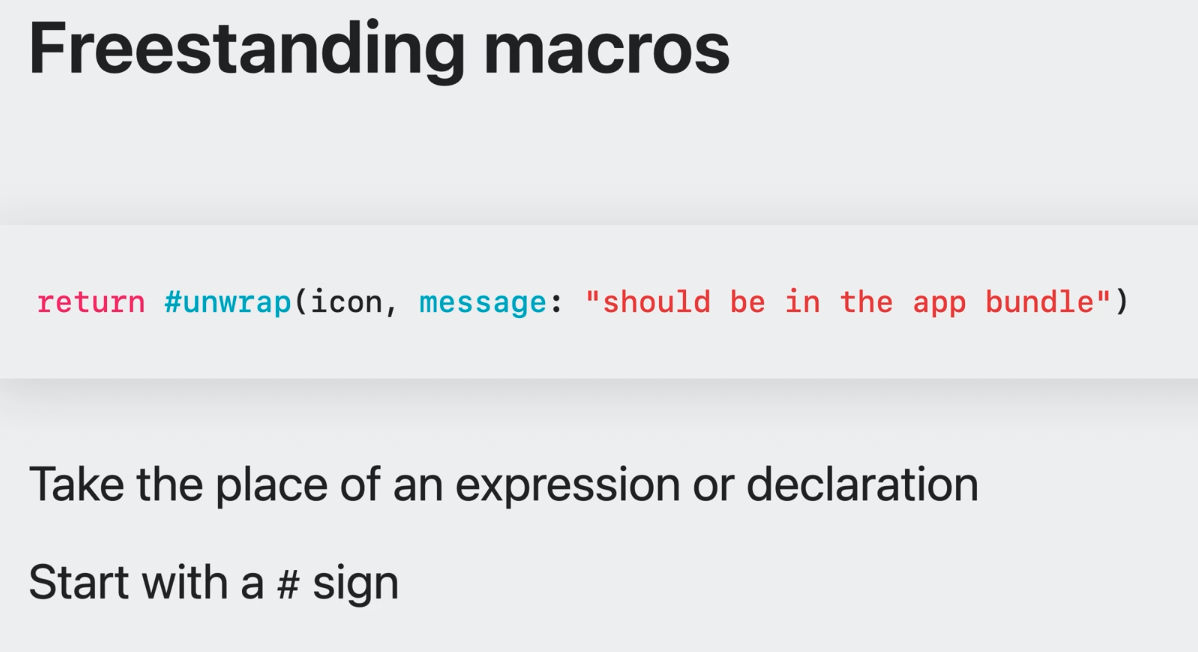 Freestanding macros
return #unwrap(icon, message: "should be in the app bundle")
Take the place of an expression or declaration
Start with a # sign